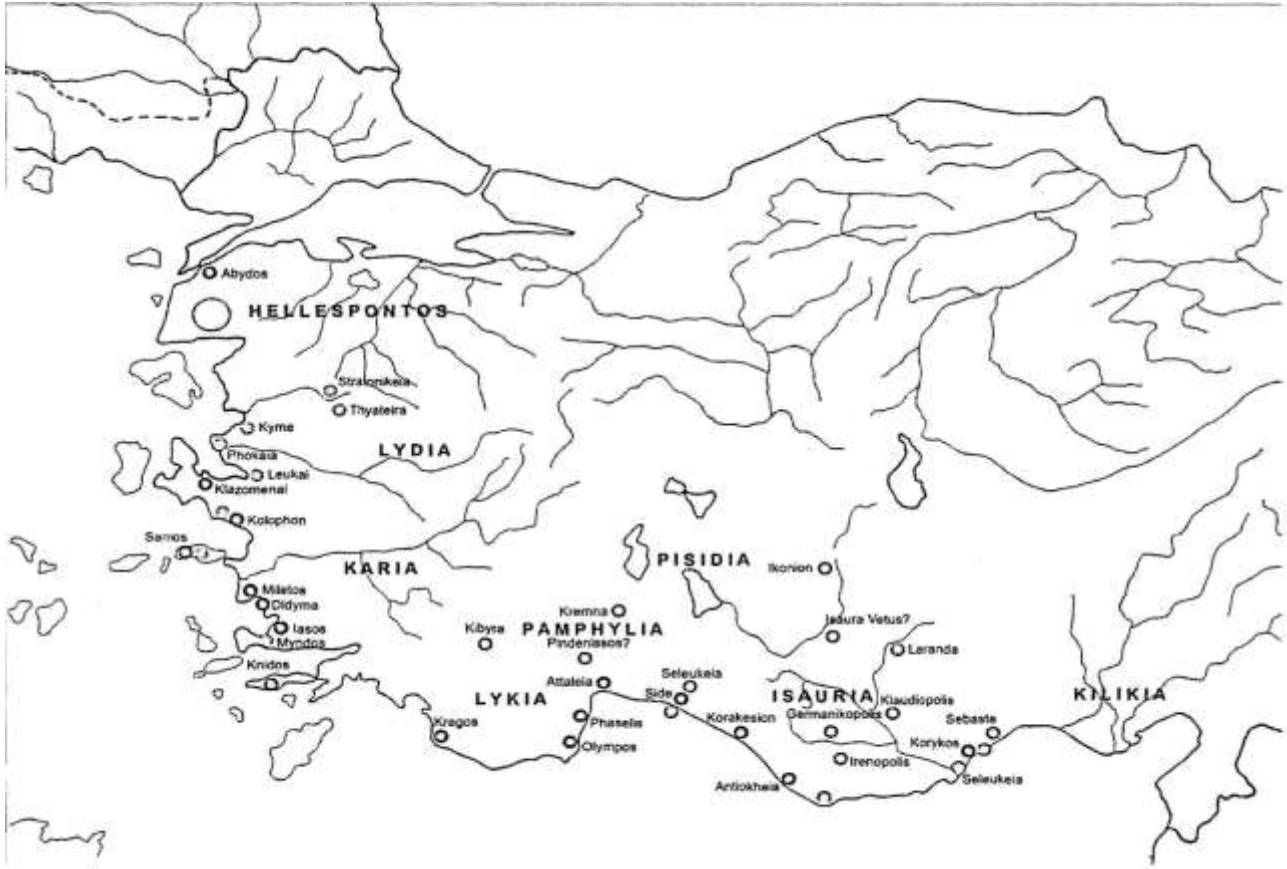 Abydos
HELLESPONTOS
Stratonikeia
Thyateira
Kyme
Phokaia
LYDIA
Leukai
Klazomenai
Kolophon
Samos
KARIA
PISIDIA
Ikonion
Miletos
Didyma
Kremna
Isaura Vetus?
Iasos
Kibyra
PAMPHYLIA
Myndos
Pindenissos?
Laranda
Knidos
Attaleia
Seleukeia
Side
LYKIA
ISAURIA
KILIKIA
Klaudiopolis
Kragos
Phaselis
Korakesion
Germanikopolis
Sebaste
Olympos
Korykos
Irenopolis
Antiokheia
Seleukeia